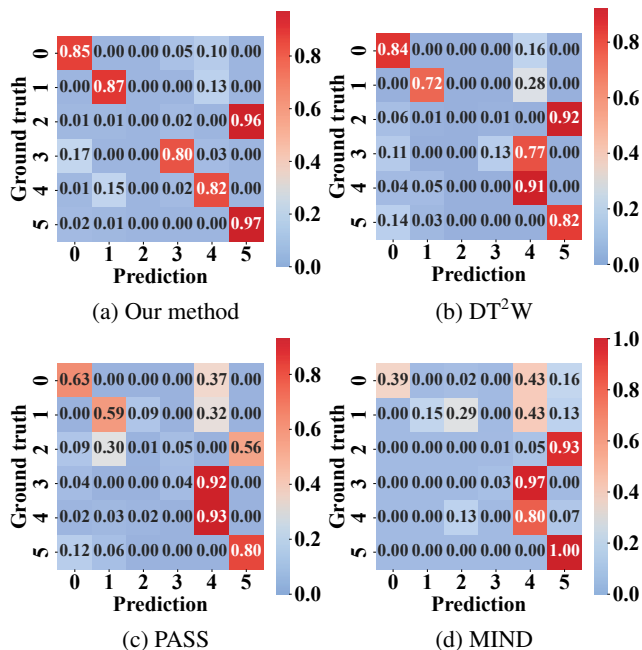 Ground truth
0 0.85 0.00 0.00 0.05 0.10 0.00
1 0.00 0.87 0.00 0.00 0.13 0.00
2 0.01 0.01 0.00 0.02 0.00 0.96
3 0.17 0.00 0.00 0.80 0.03 0.00
4 0.01 0.15 0.00 0.02 0.82 0.00
5 0.02 0.01 0.00 0.00 0.00 0.97
0 1 2 3 4 5
Prediction
0.8
0.6
0.4
0.2
0.0
(a) Our method
Ground truth
0 0.84 0.00 0.00 0.00 0.16 0.00
1 0.00 0.72 0.00 0.00 0.28 0.00
2 0.06 0.01 0.00 0.01 0.00 0.92
3 0.11 0.00 0.00 0.13 0.77 0.00
4 0.04 0.05 0.00 0.00 0.91 0.00
5 0.14 0.03 0.00 0.00 0.00 0.82
0 1 2 3 4 5
Prediction
0.8
0.6
0.4
0.2
0.0
(b) DT²W
Ground truth
0 0.63 0.00 0.00 0.00 0.37 0.00
1 0.00 0.59 0.09 0.00 0.32 0.00
2 0.09 0.30 0.01 0.05 0.00 0.56
3 0.04 0.00 0.00 0.04 0.92 0.00
4 0.02 0.03 0.02 0.00 0.93 0.00
5 0.12 0.06 0.00 0.00 0.00 0.80
0 1 2 3 4 5
Prediction
0.8
0.6
0.4
0.2
0.0
(c) PASS
Ground truth
0 0.39 0.00 0.02 0.00 0.43 0.16
1 0.00 0.15 0.29 0.00 0.43 0.13
2 0.00 0.00 0.00 0.01 0.05 0.93
3 0.00 0.00 0.00 0.03 0.97 0.00
4 0.00 0.00 0.13 0.00 0.80 0.07
5 0.00 0.00 0.00 0.00 0.00 1.00
0 1 2 3 4 5
Prediction
1.0
0.8
0.6
0.4
0.2
0.0
(d) MIND